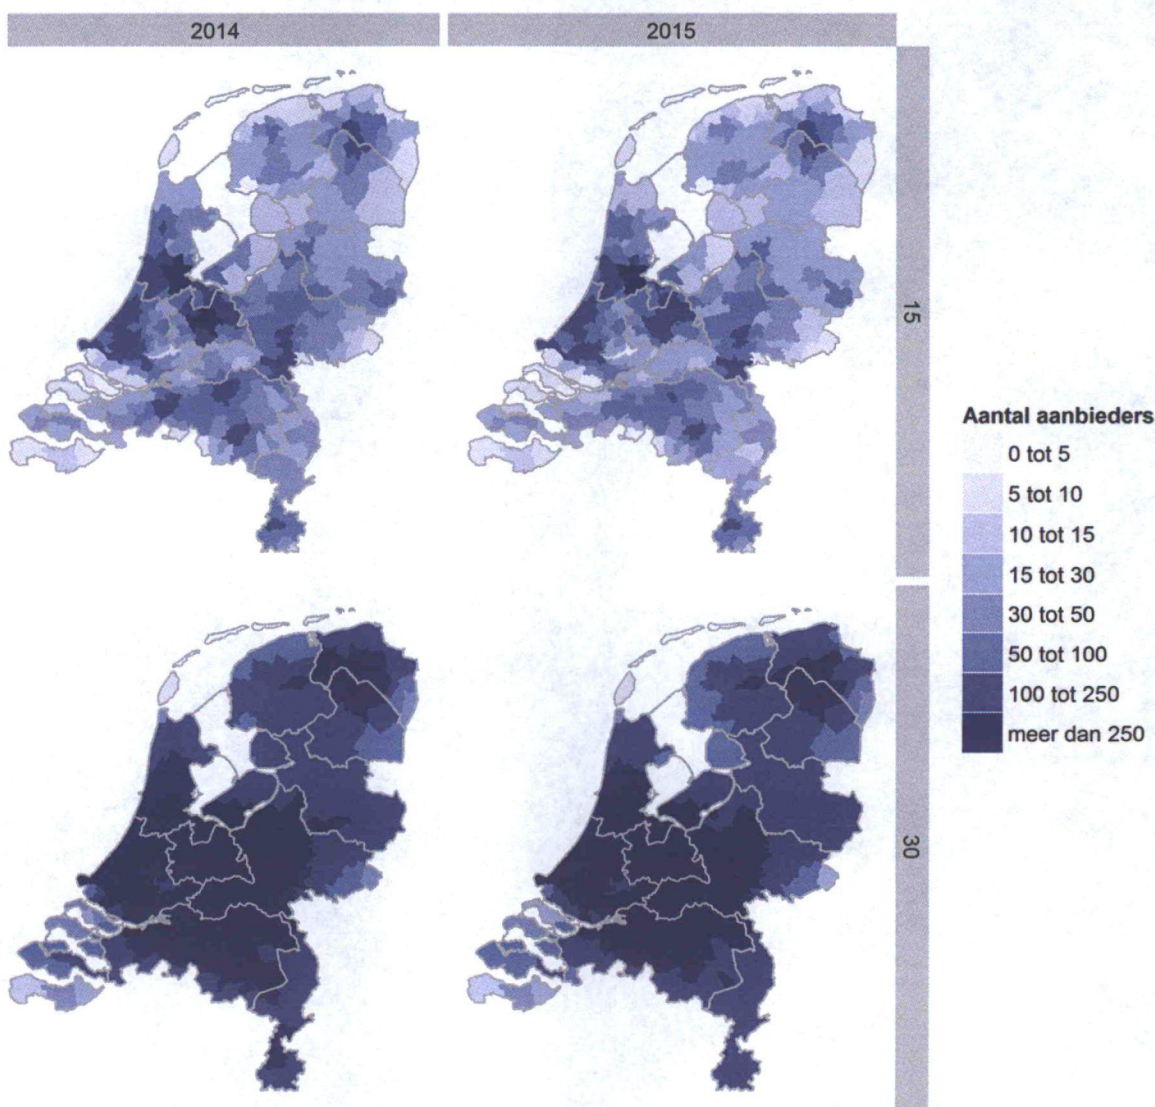 2014
2015
15
30
Aantal aanbieders
0 tot 5
5 tot 10
10 tot 15
15 tot 30
30 tot 50
50 tot 100
100 tot 250
meer dan 250